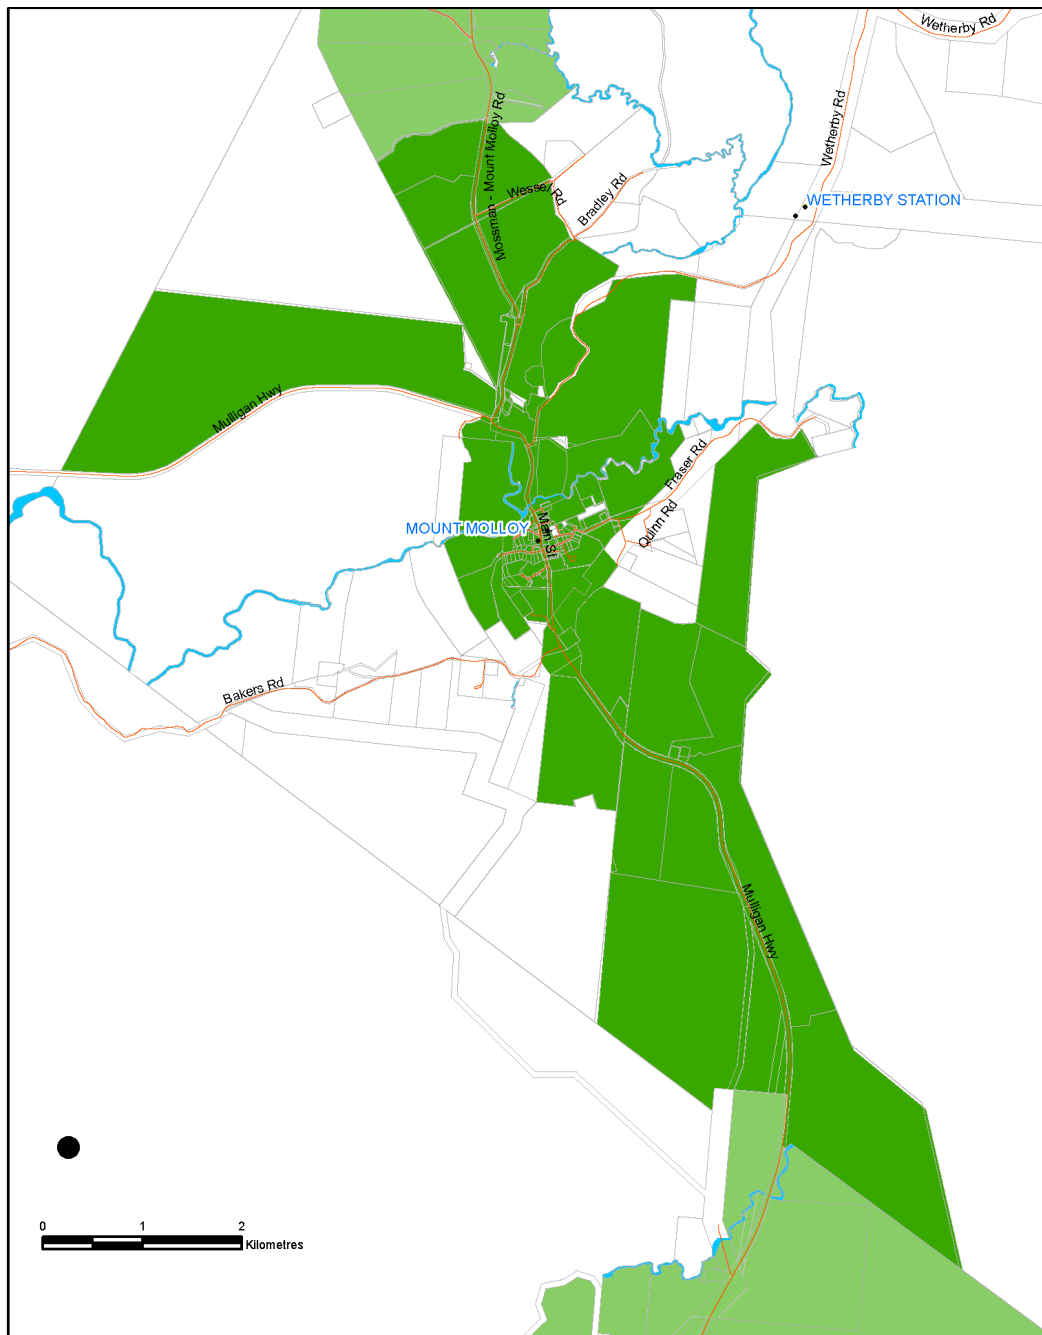 Wetherby Rd
Wetherby Rd
Mossman - Mount Molloy Rd
Wessel Rd
Bradley Rd
WETHERBY STATION
Mulligan Hwy
Fraser Rd
MOUNT MOLLOY
Main St
Quinn Rd
Bakers Rd
Mulligan Hwy
0 1 2
Kilometres